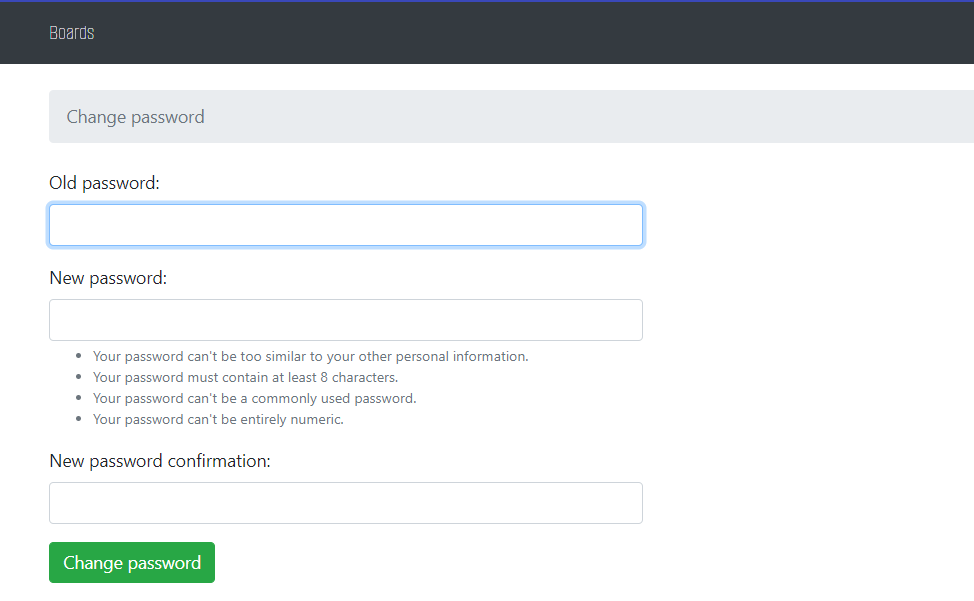 Boards
Change password
Old password:
New password:
Your password can't be too similar to your other personal information.
Your password must contain at least 8 characters.
Your password can't be a commonly used password.
Your password can't be entirely numeric.
New password confirmation:
Change password